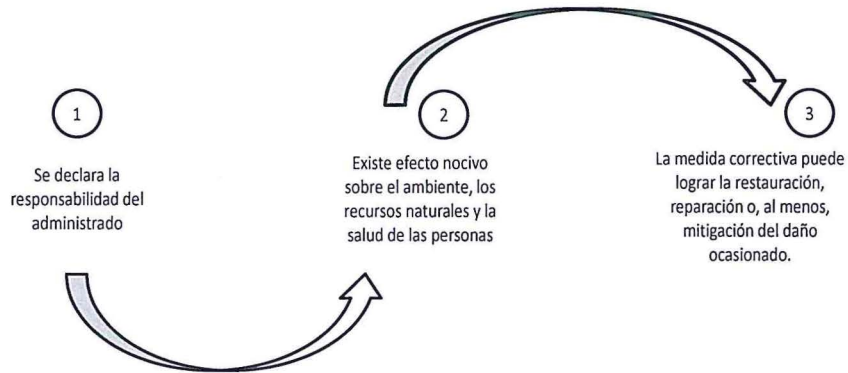 1
Se declara la
responsabilidad del
administrado
2
Existe efecto nocivo
sobre el ambiente, los
recursos naturales y la
salud de las personas
3
La medida correctiva puede
lograr la restauración,
reparación o, al menos,
mitigación del daño
ocasionado.